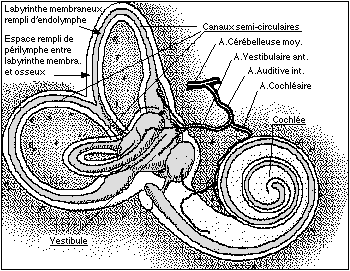 Labyrinthe membraneux,
rempli d'endolymphe
Espace rempli de
périlymphe entre
labyrinthe membra.
et osseux
Canaux semi-circulaires
A.Cérébelleuse moy.
A.Vestibulaire ant.
A.Auditive int.
A.Cochléaire
Cochlée
Vestibule